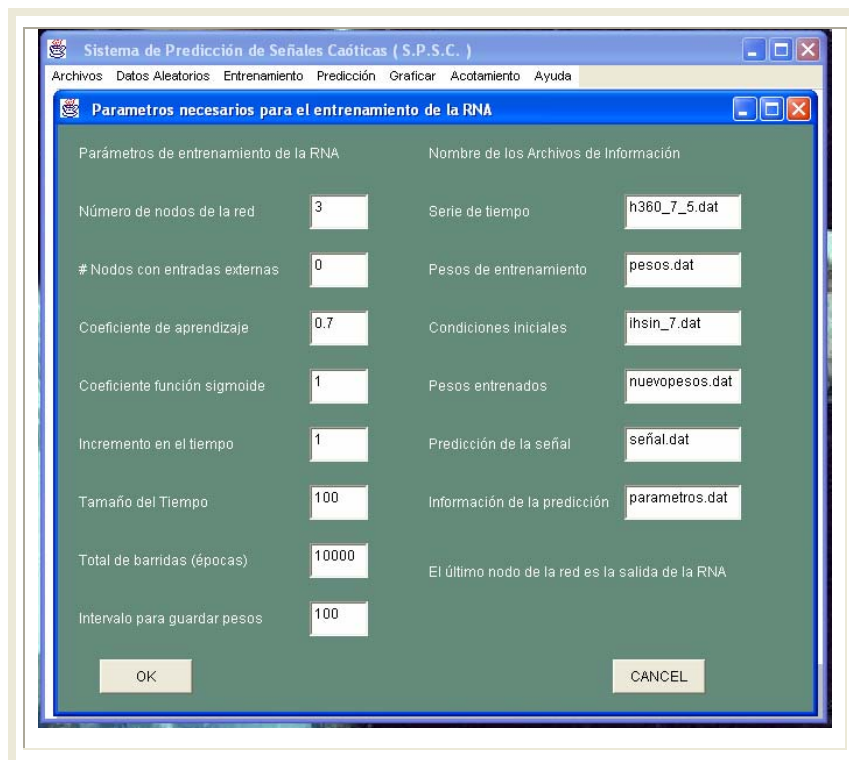 Sistema de Predicción de Señales Caóticas ( S.P.S.C. )
Archivos Datos Aleatorios Entrenamiento Predicción Graficar Acotamiento Ayuda
Parametros necesarios para el entrenamiento de la RNA
Parámetros de entrenamiento de la RNA
Nombre de los Archivos de Información
Número de nodos de la red 3
Serie de tiempo h360_7_5.dat
# Nodos con entradas externas 0
Pesos de entrenamiento pesos.dat
Coeficiente de aprendizaje 0.7
Condiciones iniciales ihsin_7.dat
Coeficiente función sigmoide 1
Pesos entrenados nuevopesos.dat
Incremento en el tiempo 1
Predicción de la señal señal.dat
Tamaño del Tiempo 100
Información de la predicción parametros.dat
Total de barridas (épocas) 10000
El último nodo de la red es la salida de la RNA
Intervalo para guardar pesos 100
OK
CANCEL